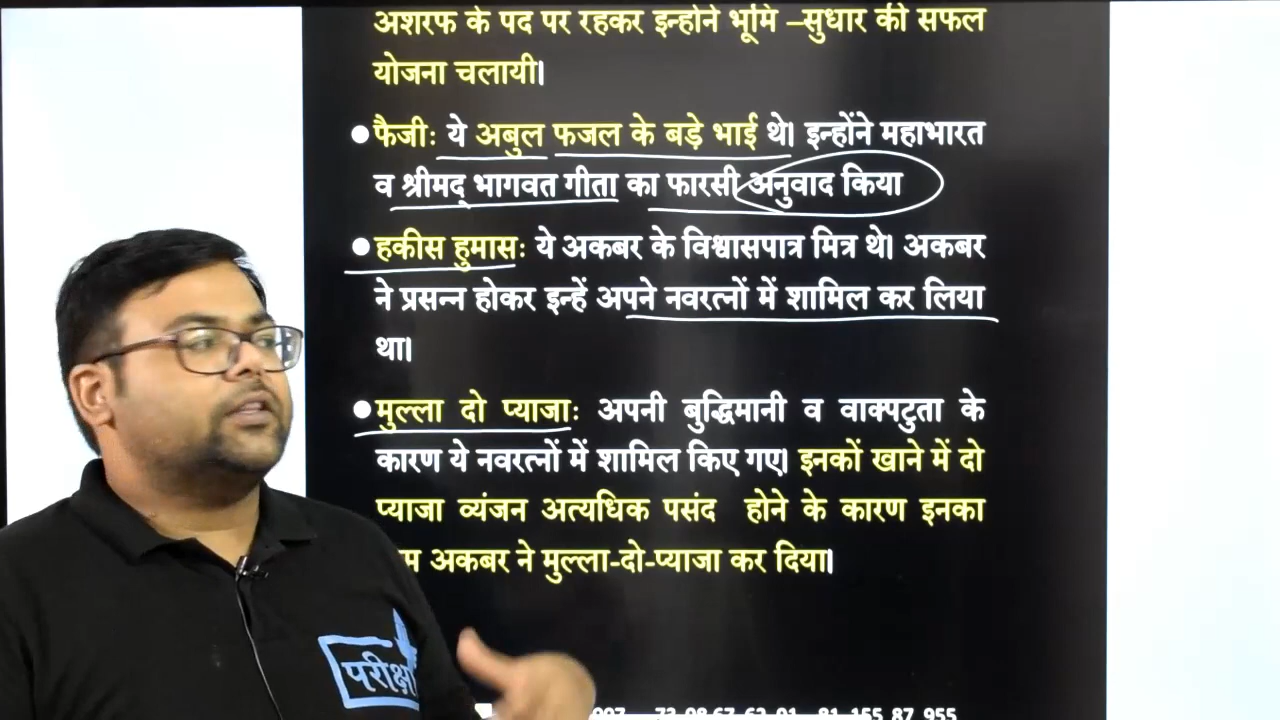 अशरफ के पद पर रहकर इन्होंने भूमि –सुधार की सफल
योजना चलायी।
●फैजीः ये अबुल फजल के बड़े भाई थे। इन्होंने महाभारत
व श्रीमद् भागवत गीता का फारसी अनुवाद किया
●हकीस हुमासः ये अकबर के विश्वासपात्र मित्र थे। अकबर
ने प्रसन्न होकर इन्हें अपने नवरत्नों में शामिल कर लिया
था।
●मुल्ला दो प्याजाः अपनी बुद्धिमानी व वाक्पटुता के
कारण ये नवरत्नों में शामिल किए गए। इनकों खाने में दो
प्याजा व्यंजन अत्यधिक पसंद होने के कारण इनका
अकबर ने मुल्ला-दो-प्याजा कर दिया।
परीक्षा